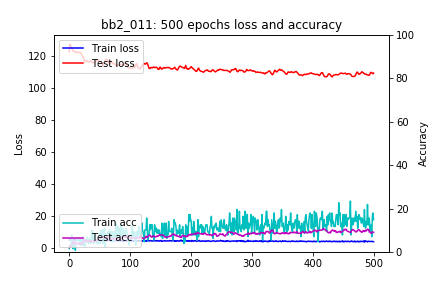 bb2_011: 500 epochs loss and accuracy
Train loss
Test loss
Train acc
Test acc
Loss
Accuracy
0
20
40
60
80
100
120
0
20
40
60
80
100
0
100
200
300
400
500